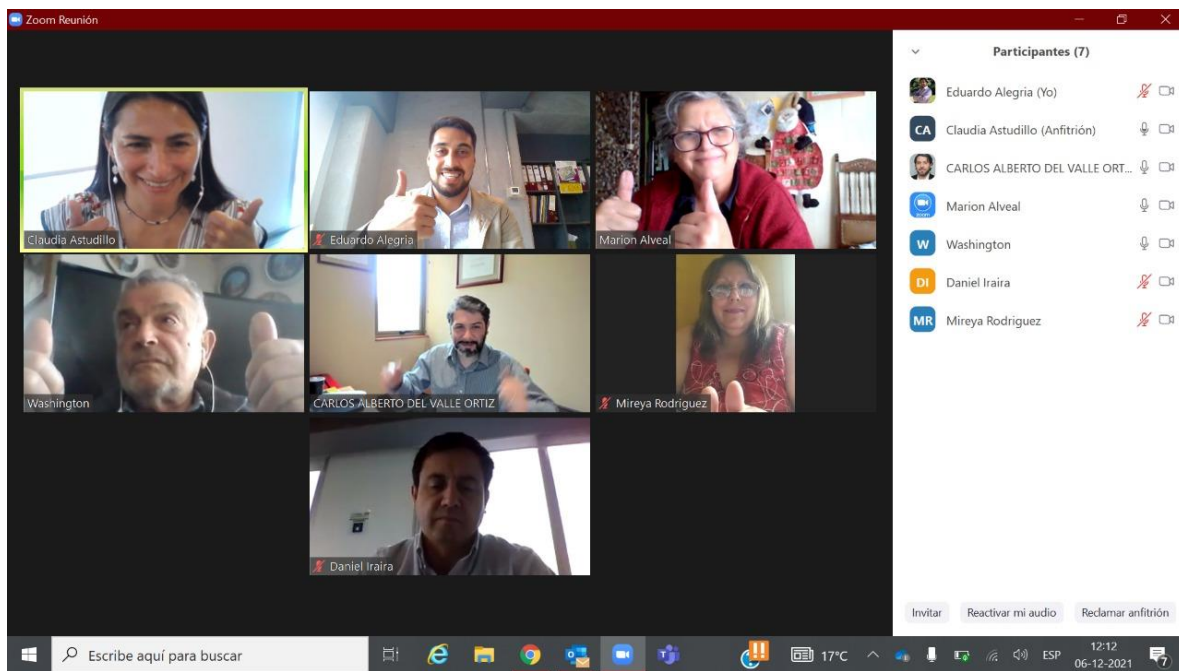 Zoom Reunión
Participantes (7)
Eduardo Alegria (Yo)
CA Claudia Astudillo (Anfitrión)
CARLOS ALBERTO DEL VALLE ORT...
zoom Marion Alveal
W Washington
DI Daniel Iraira
MR Mireya Rodriguez
Claudia Astudillo
Eduardo Alegria
Marion Alveal
Washington
CARLOS ALBERTO DEL VALLE ORTIZ
Mireya Rodriguez
Daniel Iraira
Invitar Reactivar mi audio Reclamar anfitrión
Escribe aquí para buscar
17°C
ESP
12:12
06-12-2021
7